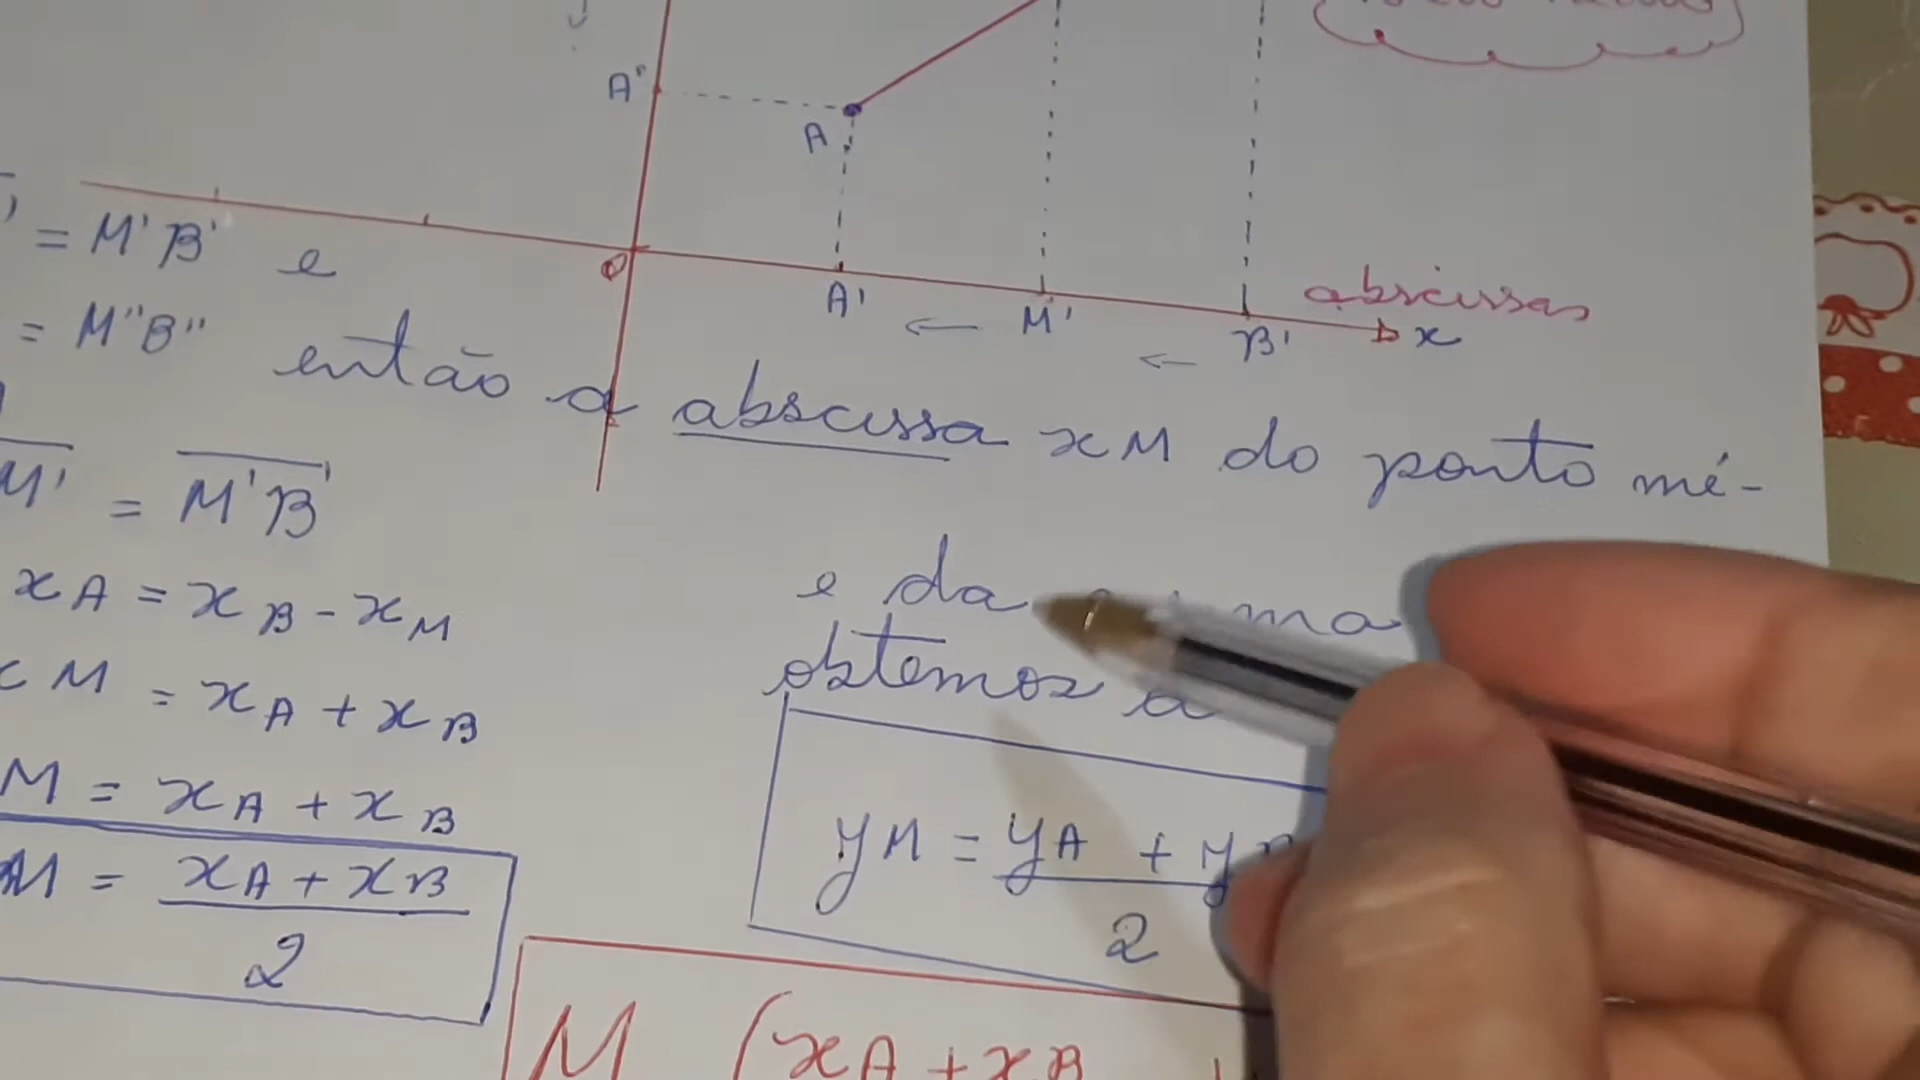 A"
A
= M'B' e
O
A' ← M' ← B' x
abscissas
= M"B"
então a abscissa xM do ponto mé-
M' = M'B'
xA = xB - xM
e da
M = xA + xB
obtemos a
M = xA + xB
yM = yA + y
2
M = xA + xB
2
M (xA + xB